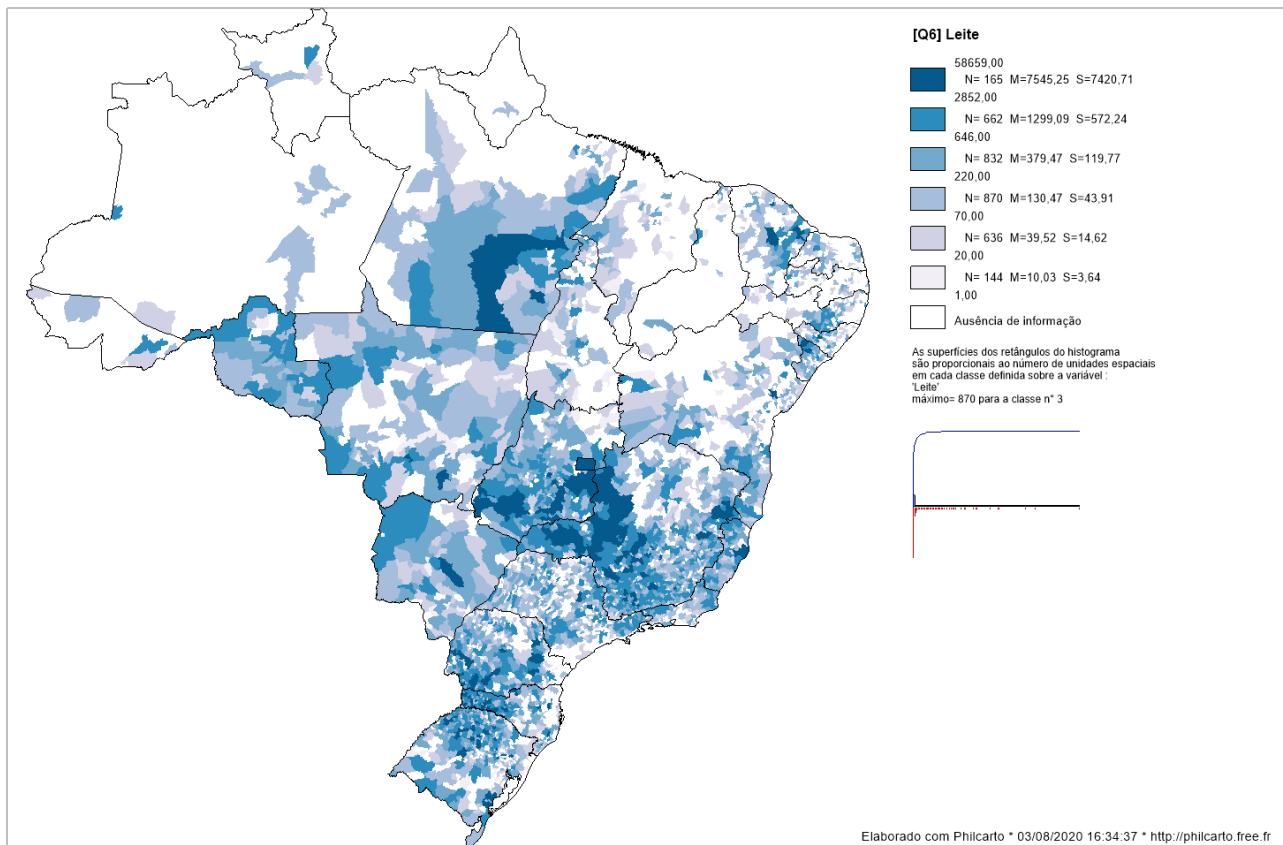 [Q6] Leite
58659,00
N= 165 M=7545,25 S=7420,71
2852,00
N= 662 M=1299,09 S=572,24
646,00
N= 832 M=379,47 S=119,77
220,00
N= 870 M=130,47 S=43,91
70,00
N= 636 M=39,52 S=14,62
20,00
N= 144 M=10,03 S=3,64
1,00
Ausência de informação
As superfícies dos retângulos do histograma
são proporcionais ao número de unidades espaciais
em cada classe definida sobre a variável :
'Leite'
máximo= 870 para a classe n° 3
Elaborado com Philcarto * 03/08/2020 16:34:37 * http://philcarto.free.fr